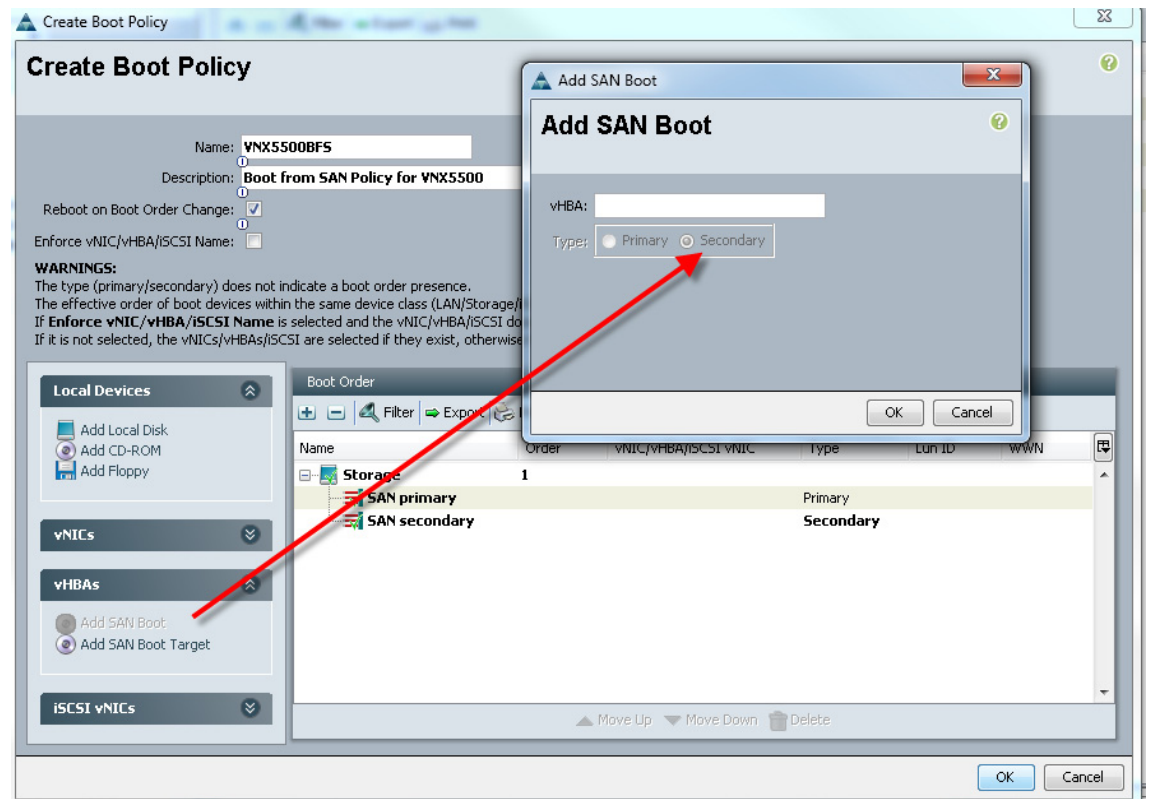 Create Boot Policy
Create Boot Policy
Name: VNX5500BFS
Description: Boot from SAN Policy for VNX5500
Reboot on Boot Order Change:
Enforce vNIC/vHBA/iSCSI Name:
WARNINGS:
The type (primary/secondary) does not indicate a boot order presence.
The effective order of boot devices within the same device class (LAN/Storage/
If Enforce vNIC/vHBA/iSCSI Name is selected and the vNIC/vHBA/iSCSI do
If it is not selected, the vNICs/vHBAs/iSCSI are selected if they exist, otherwise
Add SAN Boot
Add SAN Boot
vHBA:
Type: Primary Secondary
OK Cancel
Local Devices
Add Local Disk
Add CD-ROM
Add Floppy
vNICs
vHBAs
Add SAN Boot
Add SAN Boot Target
iSCSI vNICs
Boot Order
Filter Export
Name Order vNIC/vHBA/iSCSI vNIC Type Lun ID WWN
Storage 1
SAN primary Primary
SAN secondary Secondary
Move Up Move Down Delete
OK Cancel